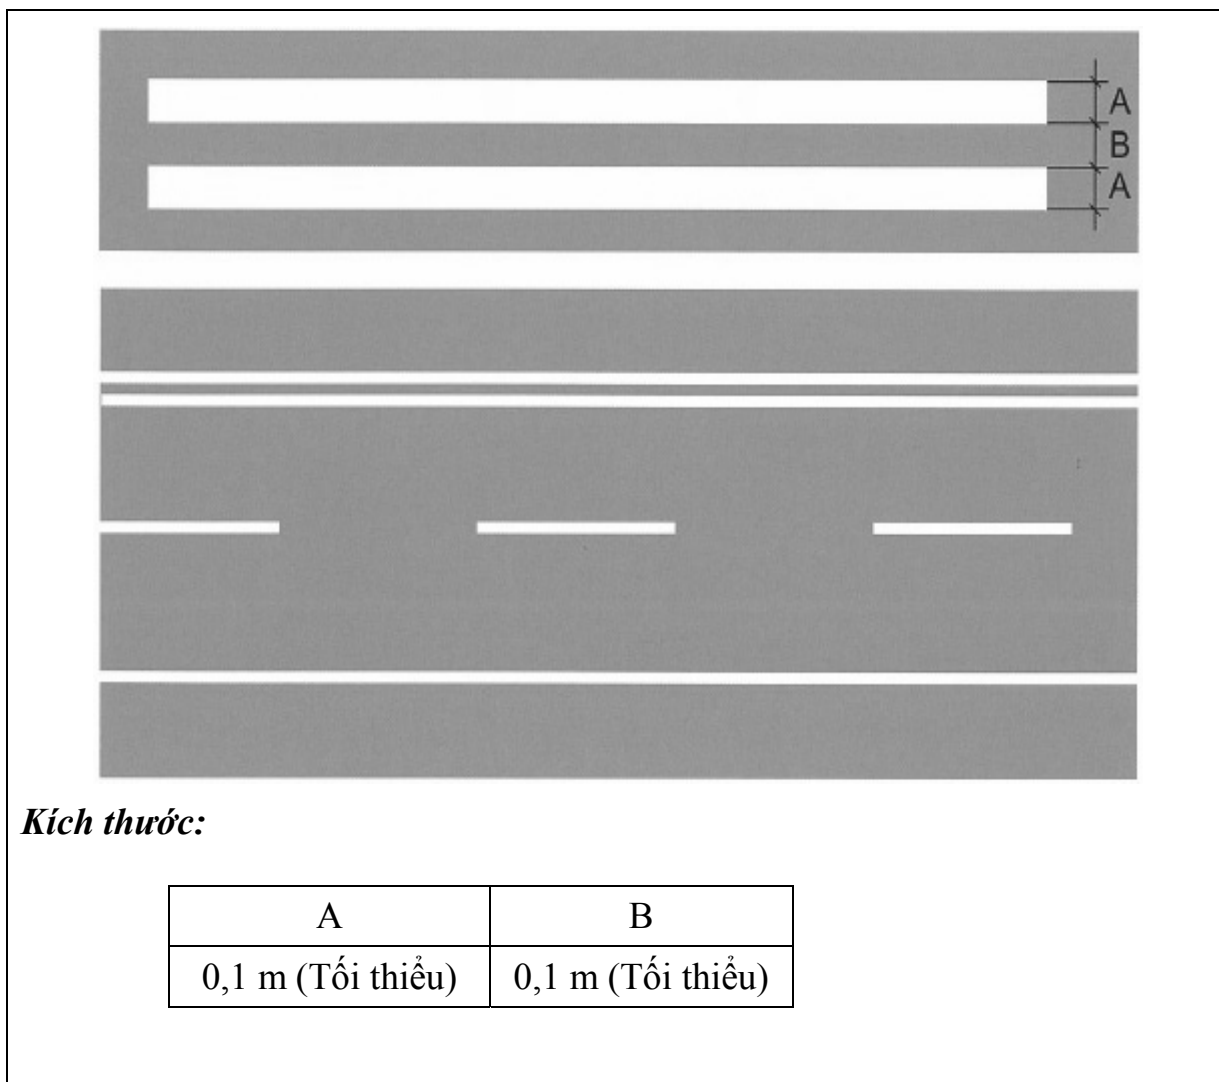 A
B
A
Kích thước:
A B
0,1 m (Tối thiểu) 0,1 m (Tối thiểu)